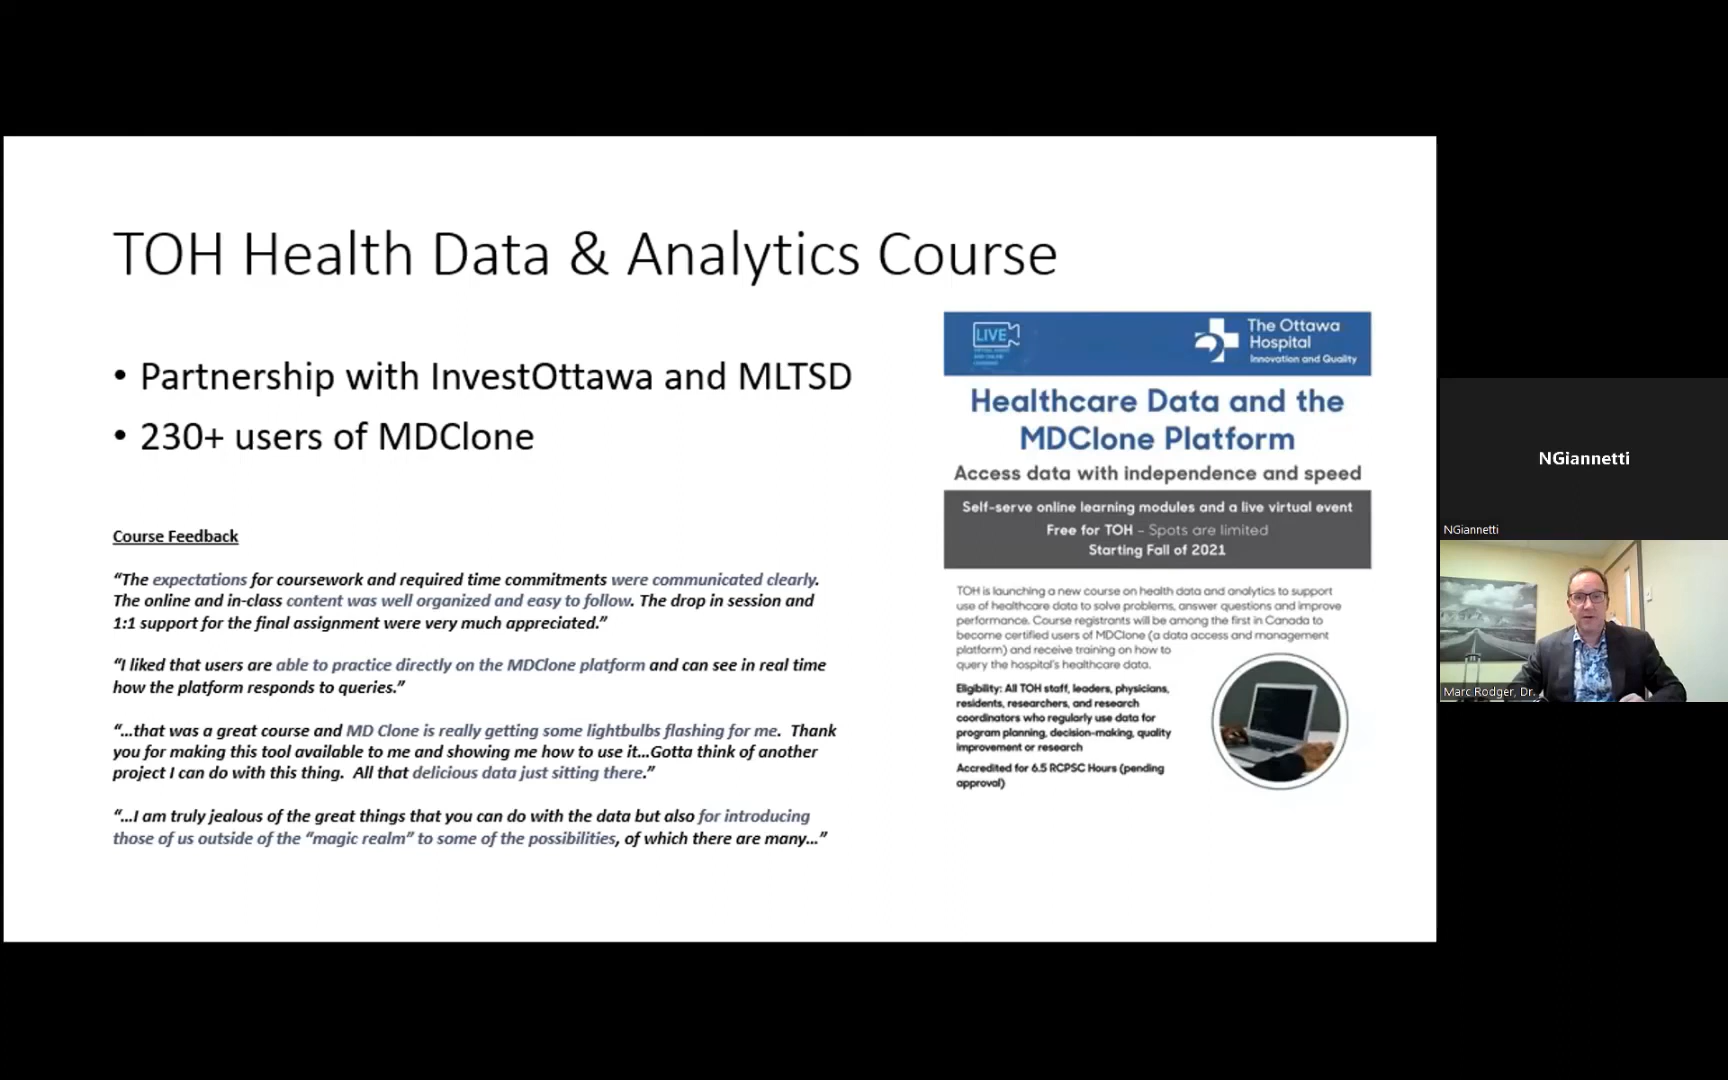 TOH Health Data & Analytics Course
• Partnership with InvestOttawa and MLTSD
• 230+ users of MDClone
Course Feedback
“The expectations for coursework and required time commitments were communicated clearly.
The online and in-class content was well organized and easy to follow. The drop in session and
1:1 support for the final assignment were very much appreciated.”
“I liked that users are able to practice directly on the MDClone platform and can see in real time
how the platform responds to queries.”
“…that was a great course and MD Clone is really getting some lightbulbs flashing for me.  Thank
you for making this tool available to me and showing me how to use it…Gotta think of another
project I can do with this thing.  All that delicious data just sitting there.”
“…I am truly jealous of the great things that you can do with the data but also for introducing
those of us outside of the “magic realm” to some of the possibilities, of which there are many…”
LIVE
The Ottawa
Hospital
Innovation and Quality
Healthcare Data and the
MDClone Platform
Access data with independence and speed
Self-serve online learning modules and a live virtual event
Free for TOH – Spots are limited
Starting Fall of 2021
TOH is launching a new course on health data and analytics to support
use of healthcare data to solve problems, answer questions and improve
performance. Course registrants will be among the first in Canada to
become certified users of MDClone (a data access and management
platform) and receive training on how to
query the hospital's healthcare data.
Eligibility: All TOH staff, leaders, physicians,
residents, researchers, and research
coordinators who regularly use data for
program planning, decision-making, quality
improvement or research
Accredited for 6.5 RCPSC Hours (pending
approval)
NGiannetti
NGiannetti
Marc Rodger, Dr.